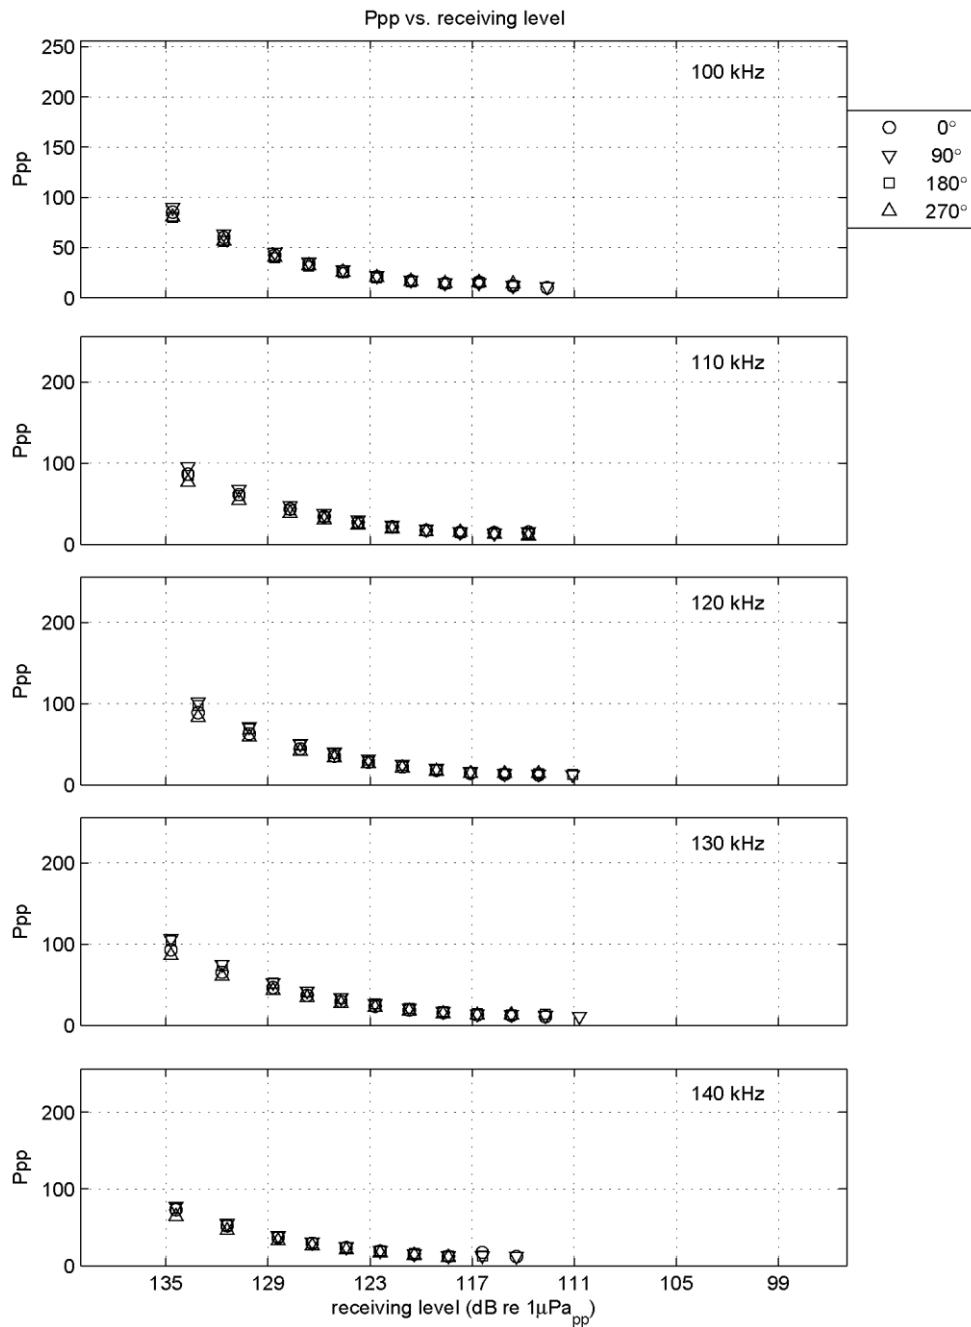 Ppp vs. receiving level
250
200
150
100
50
0
Ppp
100 kHz
0°
90°
180°
270°
200
100
0
Ppp
110 kHz
200
100
0
Ppp
120 kHz
200
100
0
Ppp
130 kHz
200
100
0
Ppp
140 kHz
135 129 123 117 111 105 99
receiving level (dB re 1μPapp)